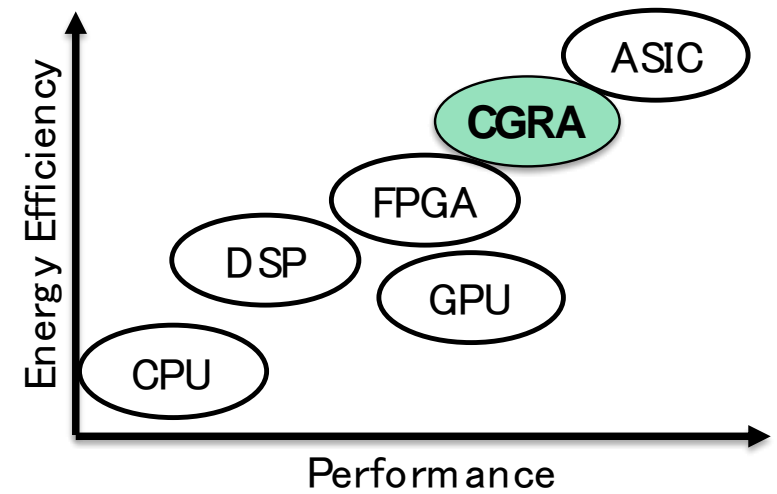 ASIC
CGRA
FPGA
DSP
GPU
CPU
Energy Efficiency
Performance